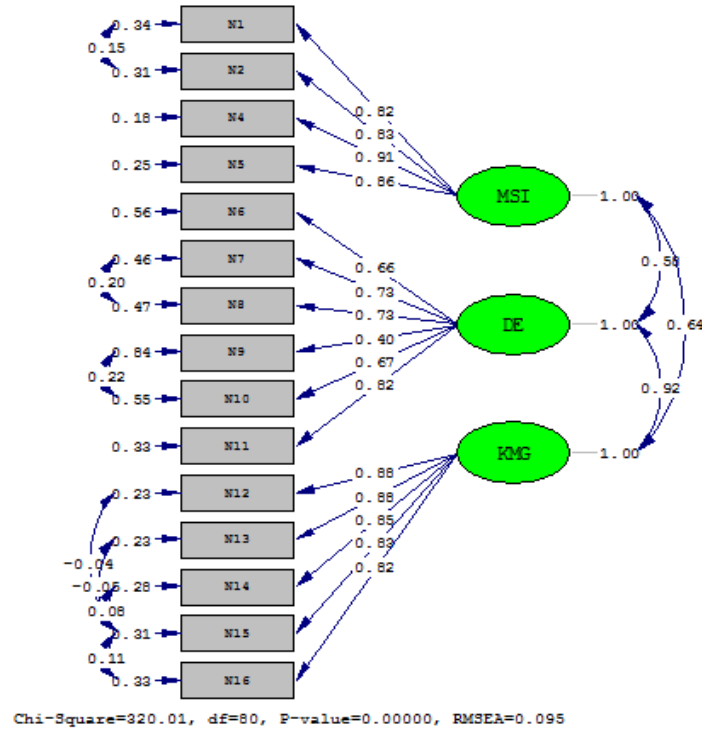 0.34 N1
0.15
0.31 N2
0.18 N4
0.25 N5
0.56 N6
0.46 N7
0.20
0.47 N8
0.84 N9
0.22
0.55 N10
0.33 N11
0.23 N12
0.23 N13
-0.04
-0.05
0.28 N14
0.08
0.31 N15
0.11
0.33 N16
0.82
0.83
0.91
0.86
0.66
0.73
0.73
0.40
0.67
0.82
0.88
0.88
0.85
0.83
0.82
MSI 1.00
DE 1.00
KMG 1.00
0.64
0.92
Chi-Square=320.01, df=80, P-value=0.00000, RMSEA=0.095